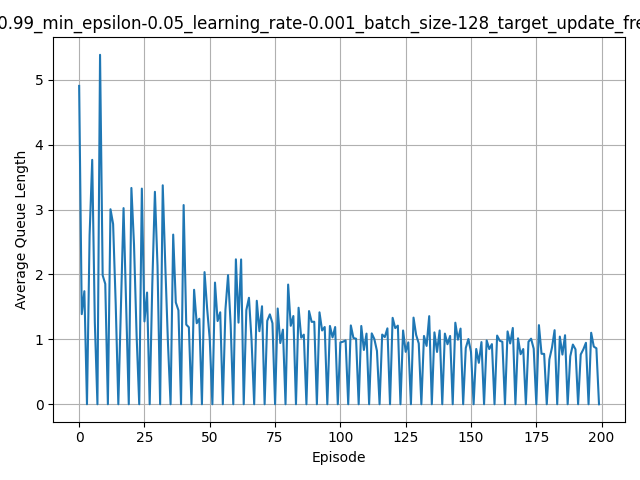 0.99_min_epsilon-0.05_learning_rate-0.001_batch_size-128_target_update_fre
Average Queue Length
5
4
3
2
1
0
0 25 50 75 100 125 150 175 200
Episode